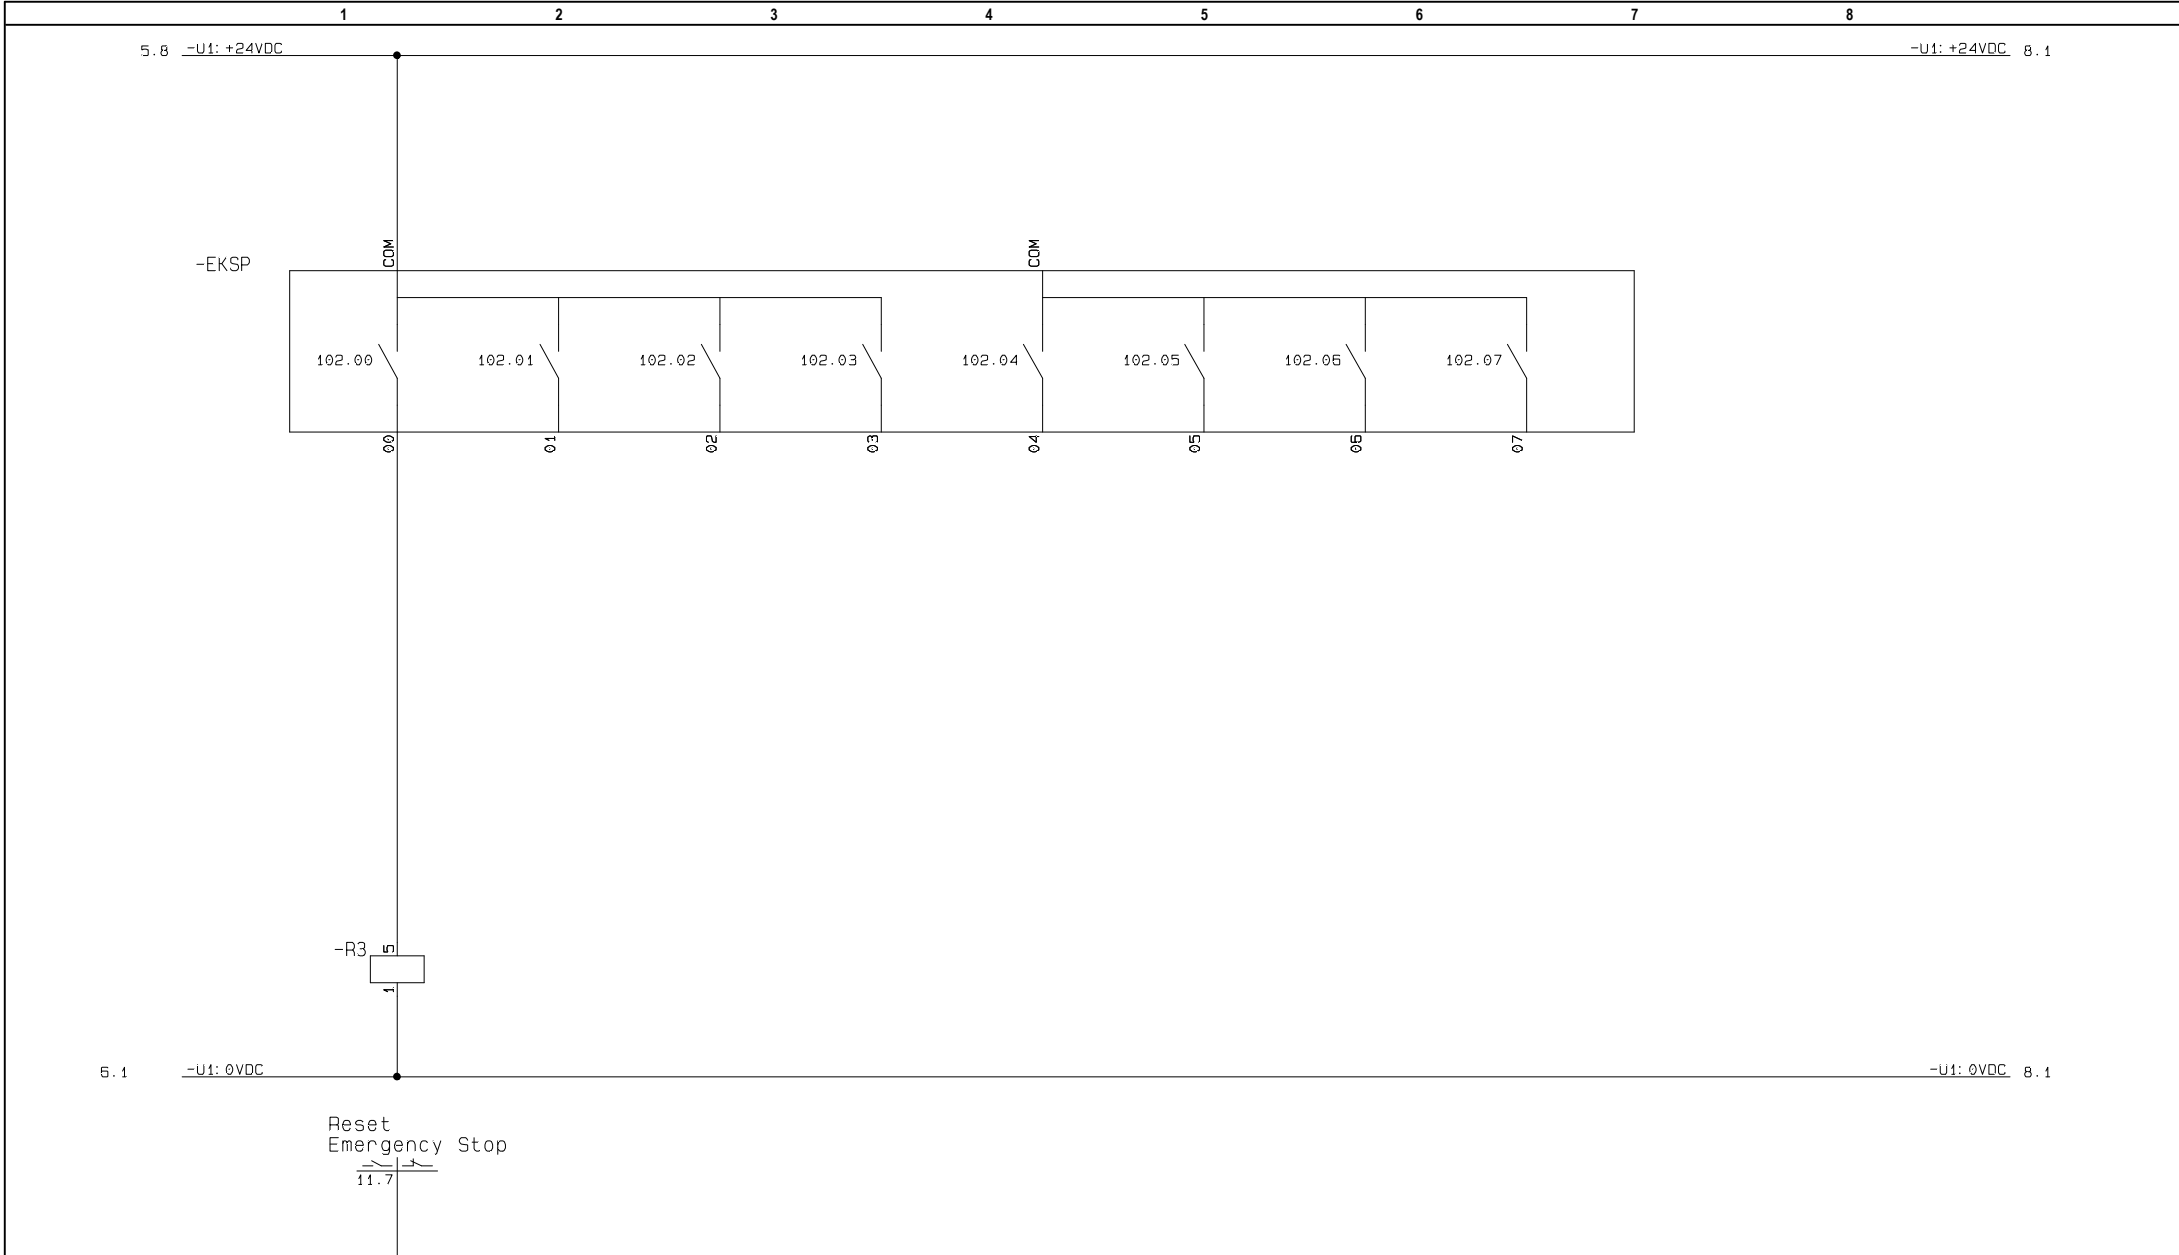 1 2 3 4 5 6 7 8
5.8 -U1: +24VDC -U1: +24VDC 8.1
COM COM
-EKSP
102.00 102.01 102.02 102.03 102.04 102.05 102.06 102.07
00 01 02 03 04 05 06 07
-R3 5
1
5.1 -U1: 0VDC -U1: 0VDC 8.1
Reset
Emergency Stop
11.7